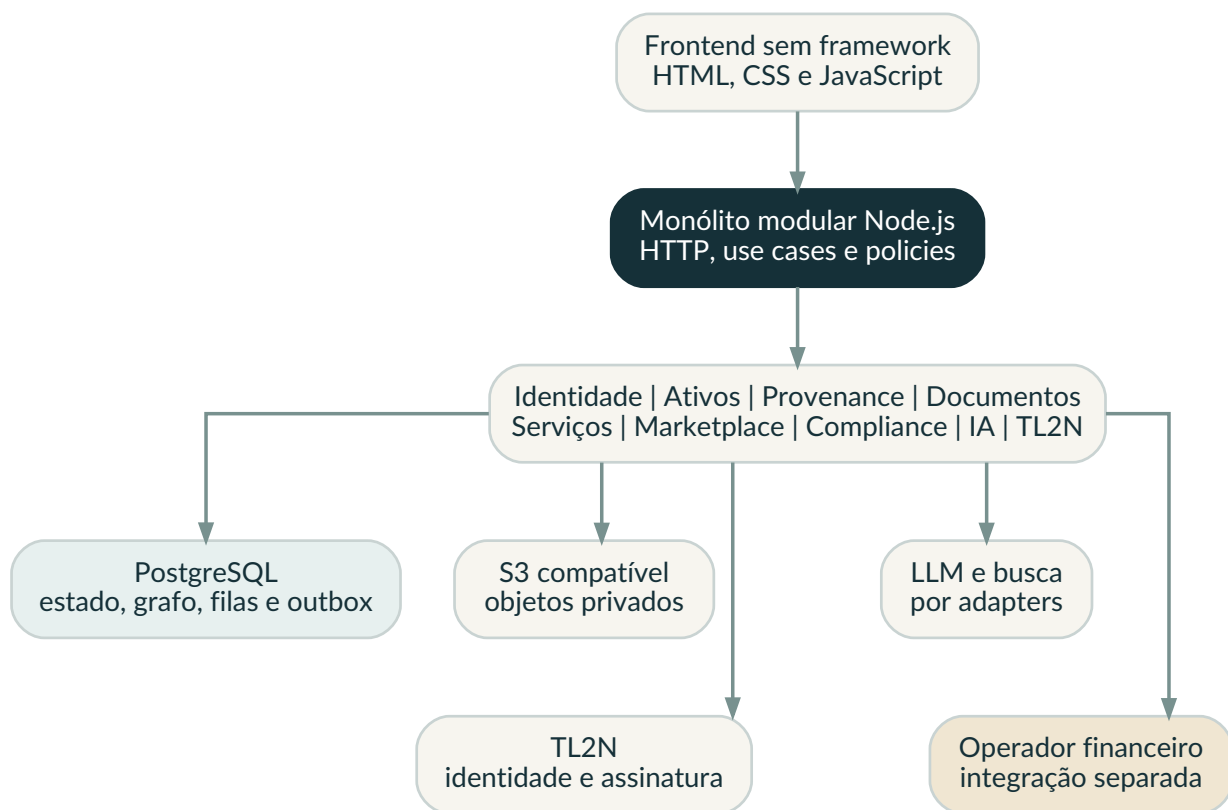 Frontend sem framework
HTML, CSS e JavaScript
Monólito modular Node.js
HTTP, use cases e policies
Identidade | Ativos | Provenance | Documentos
Serviços | Marketplace | Compliance | IA | TL2N
PostgreSQL
estado, grafo, filas e outbox
S3 compatível
objetos privados
LLM e busca
por adapters
TL2N
identidade e assinatura
Operador financeiro
integração separada